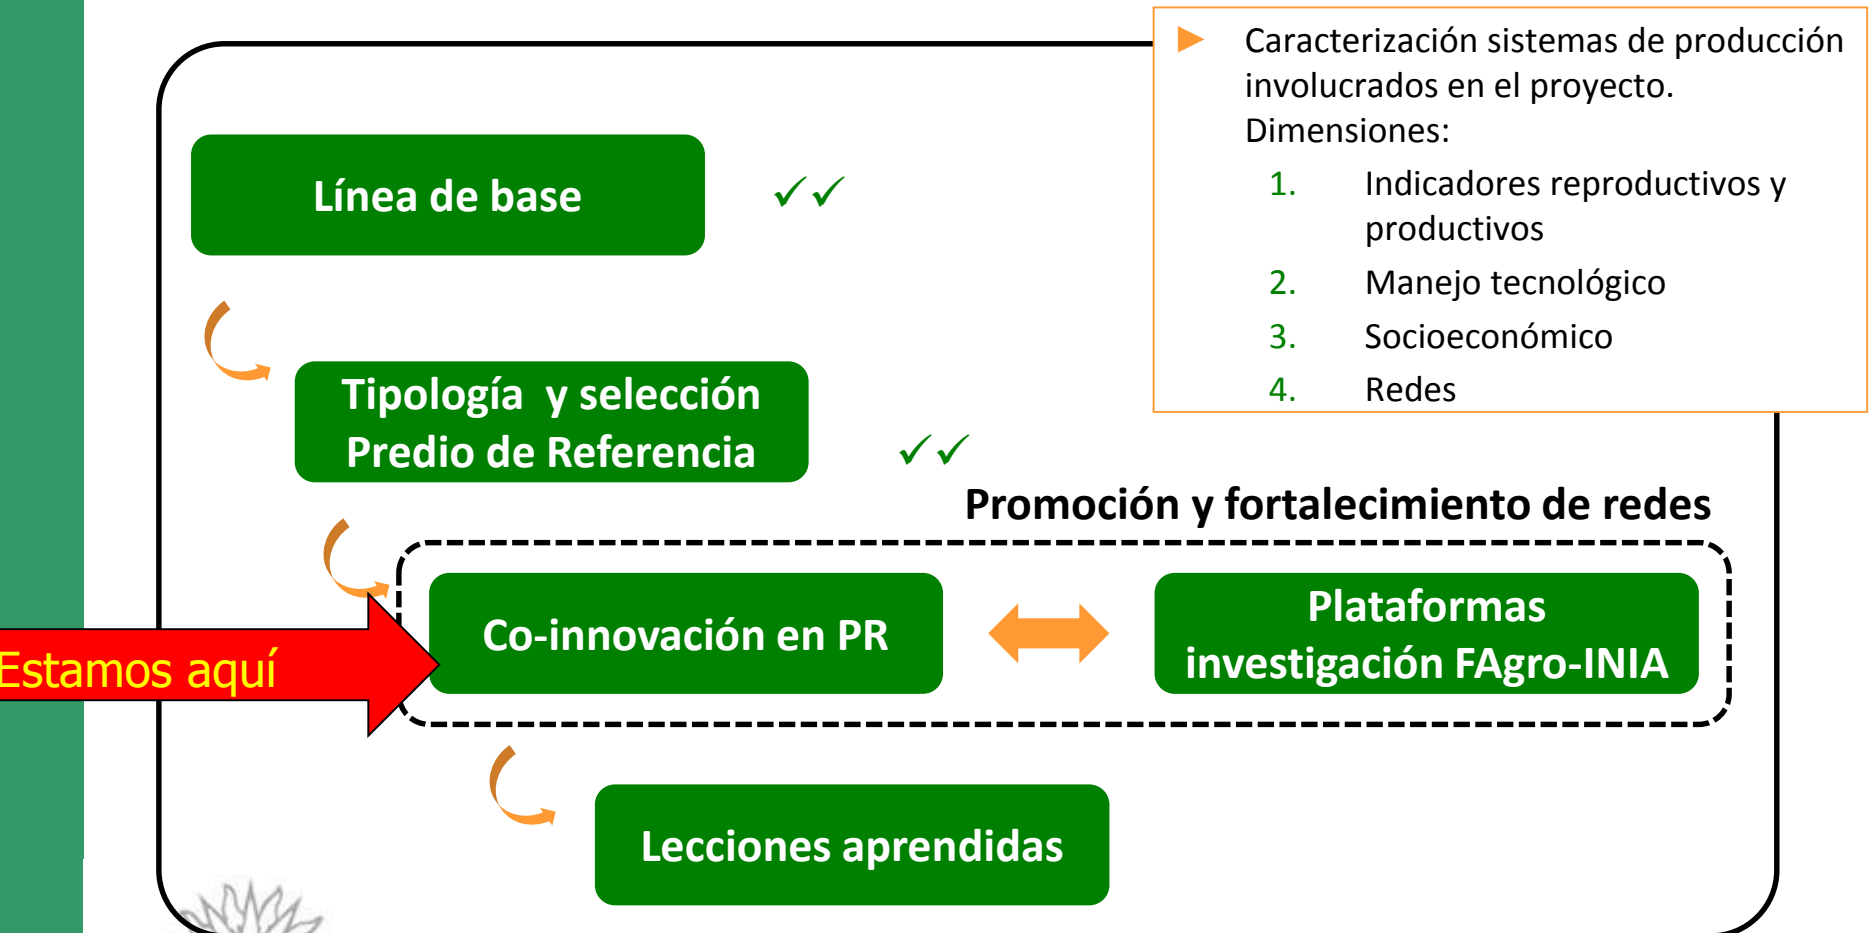 Caracterización sistemas de producción
involucrados en el proyecto.
Dimensiones:
1. Indicadores reproductivos y
productivos
2. Manejo tecnológico
3. Socioeconómico
4. Redes
Línea de base
Tipología y selección
Predio de Referencia
Promoción y fortalecimiento de redes
Co-innovación en PR
Plataformas
investigación FAgro-INIA
Estamos aquí
Lecciones aprendidas